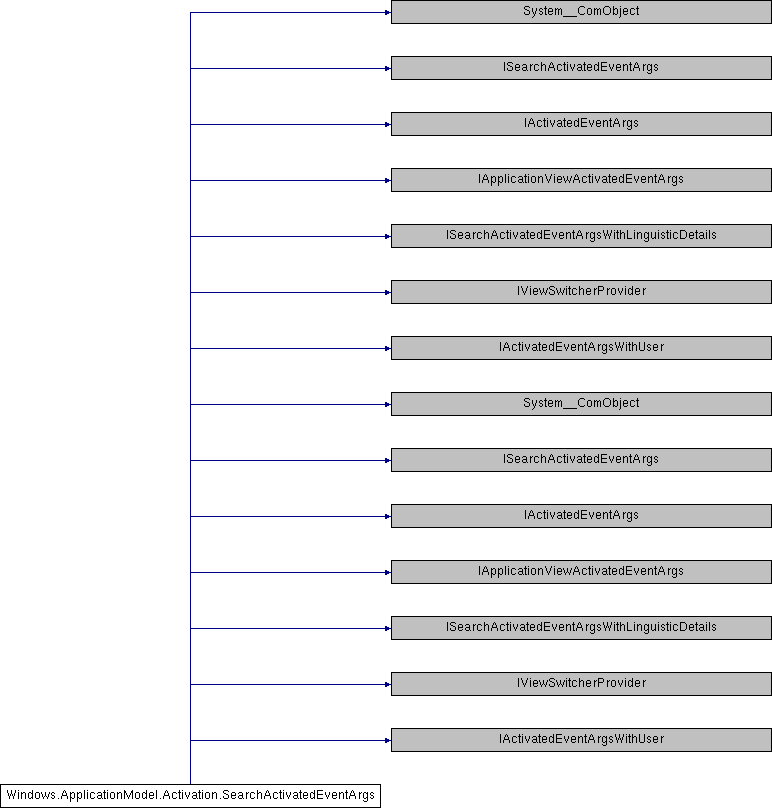 System__ComObject
ISearchActivatedEventArgs
IActivatedEventArgs
IApplicationViewActivatedEventArgs
ISearchActivatedEventArgsWithLinguisticDetails
IViewSwitcherProvider
IActivatedEventArgsWithUser
System__ComObject
ISearchActivatedEventArgs
IActivatedEventArgs
IApplicationViewActivatedEventArgs
ISearchActivatedEventArgsWithLinguisticDetails
IViewSwitcherProvider
IActivatedEventArgsWithUser
Windows.ApplicationModel.Activation.SearchActivatedEventArgs